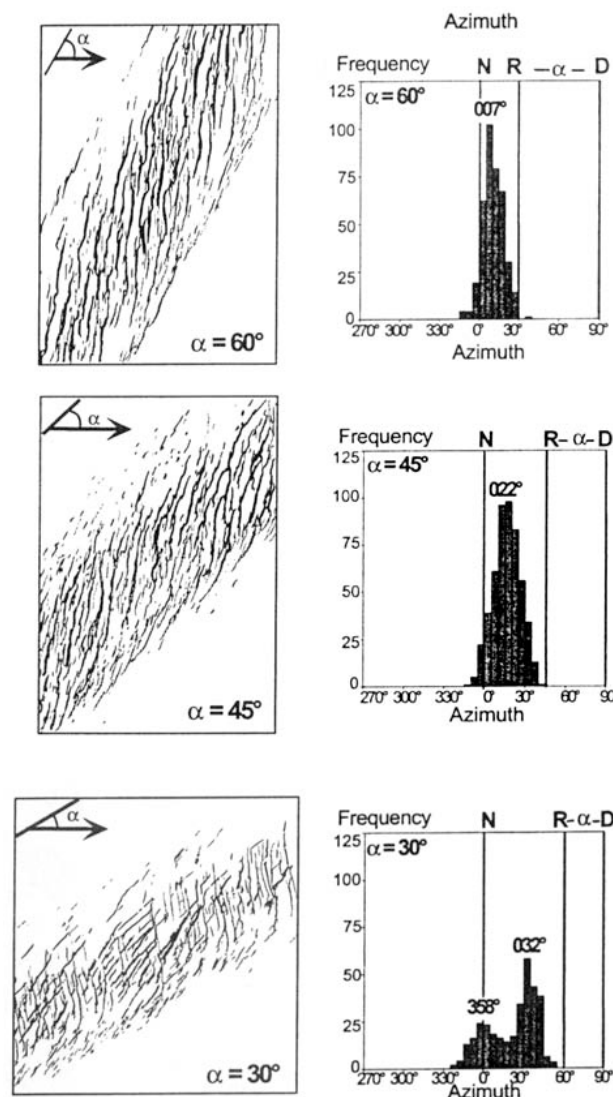 Azimuth
α
Frequency N R –α– D
α = 60°
007°
125
100
75
50
25
0
270° 300° 330° 0° 30° 60° 90°
Azimuth
α = 60°
α
Frequency N R-α-D
α = 45°
022°
125
100
75
50
25
0
270° 300° 330° 0° 30° 60° 90°
Azimuth
α = 45°
α
Frequency N R-α-D
α = 30°
125
100
032°
75
50
358°
25
0
270° 300° 330° 0° 30° 60° 90°
Azimuth
α = 30°